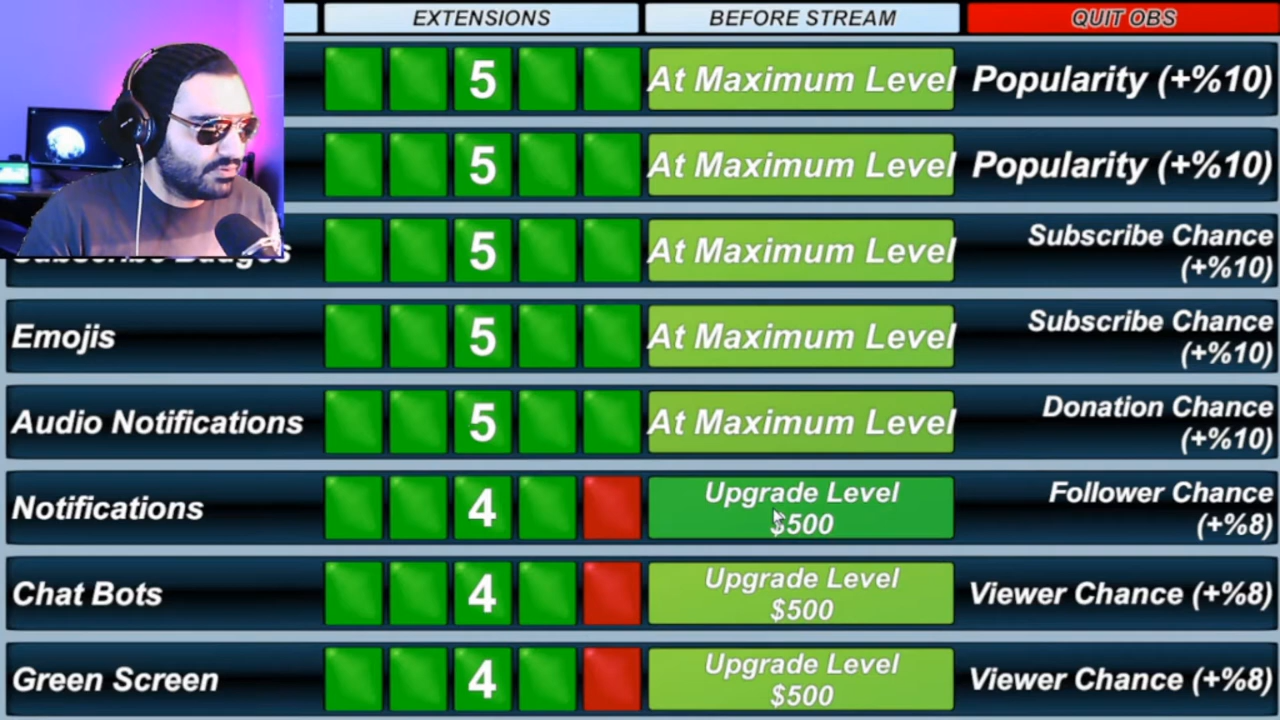 EXTENSIONS BEFORE STREAM QUIT OBS
5 At Maximum Level Popularity (+%10)
5 At Maximum Level Popularity (+%10)
Subscribe Badges 5 At Maximum Level Subscribe Chance
(+%10)
Emojis 5 At Maximum Level Subscribe Chance
(+%10)
Audio Notifications 5 At Maximum Level Donation Chance
(+%10)
Notifications 4 Upgrade Level Follower Chance
$500 (+%8)
Chat Bots 4 Upgrade Level Viewer Chance (+%8)
$500
Green Screen 4 Upgrade Level Viewer Chance (+%8)
$500